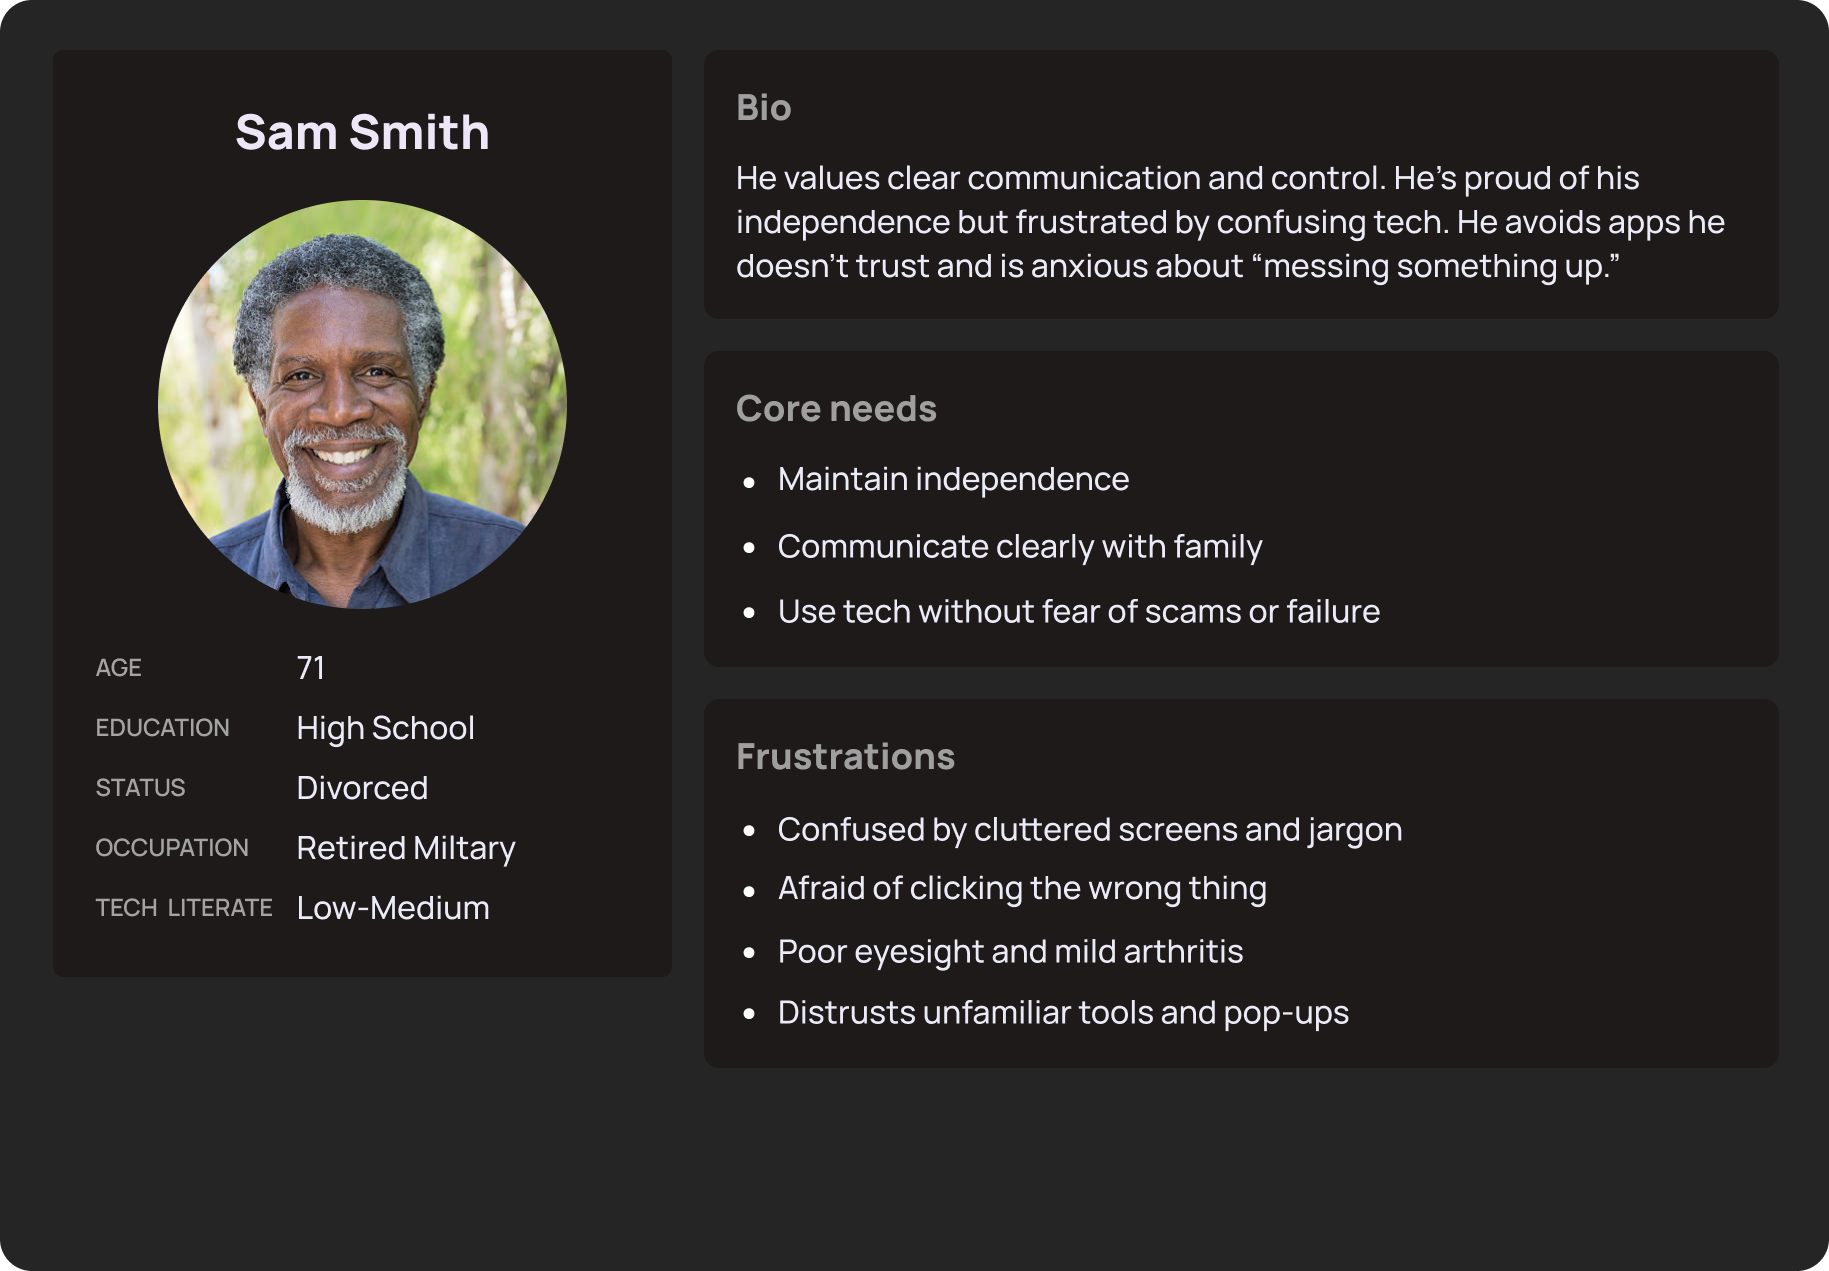 Sam Smith
AGE 71
EDUCATION High School
STATUS Divorced
OCCUPATION Retired Miltary
TECH LITERATE Low-Medium
Bio
He values clear communication and control. He’s proud of his
independence but frustrated by confusing tech. He avoids apps he
doesn’t trust and is anxious about “messing something up.”
Core needs
• Maintain independence
• Communicate clearly with family
• Use tech without fear of scams or failure
Frustrations
• Confused by cluttered screens and jargon
• Afraid of clicking the wrong thing
• Poor eyesight and mild arthritis
• Distrusts unfamiliar tools and pop-ups